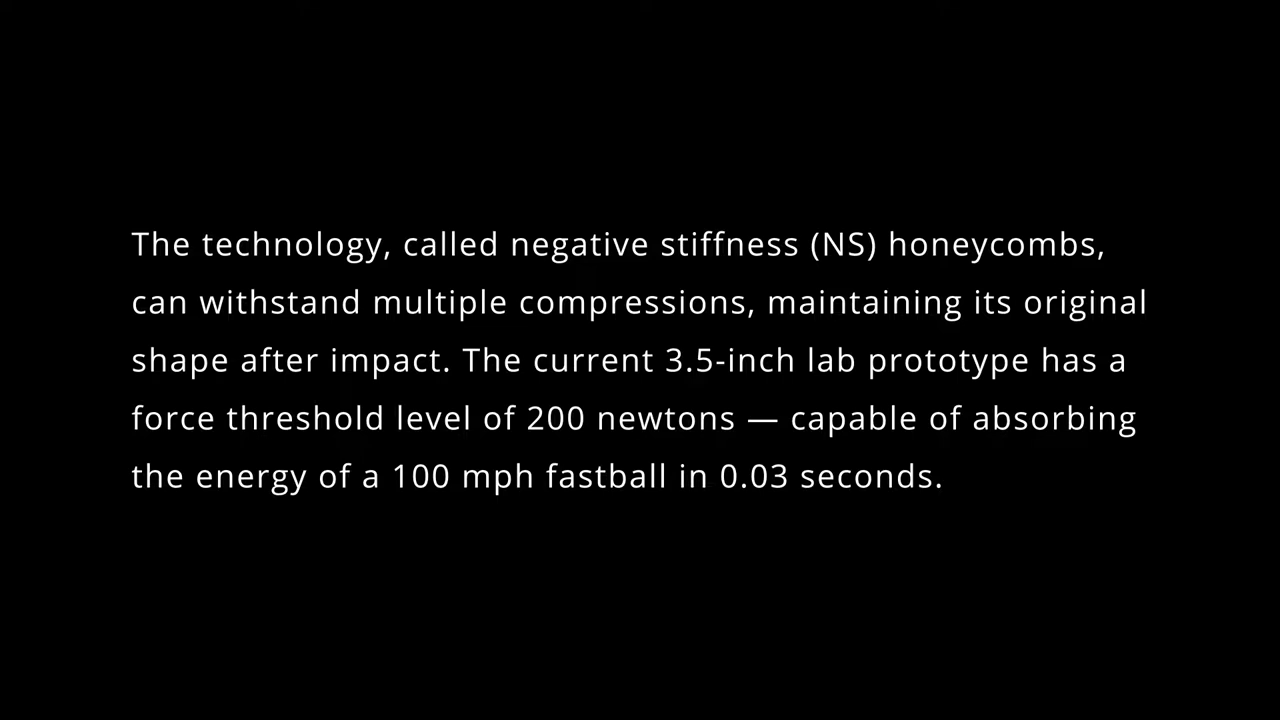 The technology, called negative stiffness (NS) honeycombs,
can withstand multiple compressions, maintaining its original
shape after impact. The current 3.5-inch lab prototype has a
force threshold level of 200 newtons — capable of absorbing
the energy of a 100 mph fastball in 0.03 seconds.